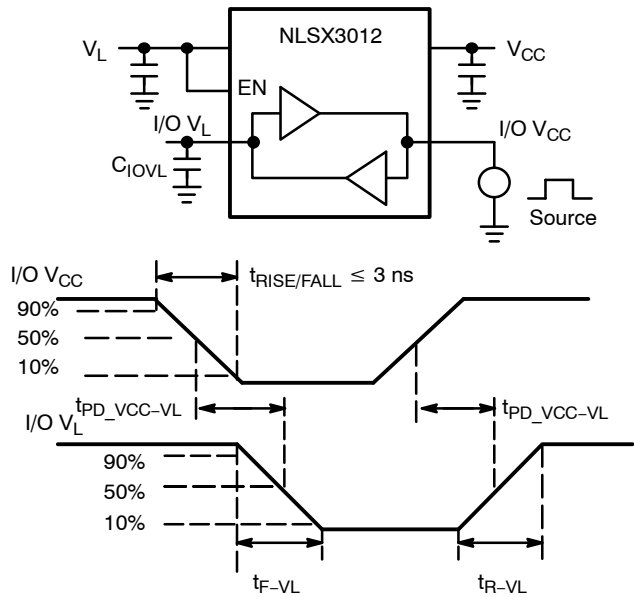 NLSX3012
V_L
V_CC
EN
I/O V_L
I/O V_CC
C_IOVL
Source
I/O V_CC
t_RISE/FALL ≤ 3 ns
90%
50%
10%
t_PD_VCC–VL
t_PD_VCC–VL
I/O V_L
90%
50%
10%
t_F–VL
t_R–VL